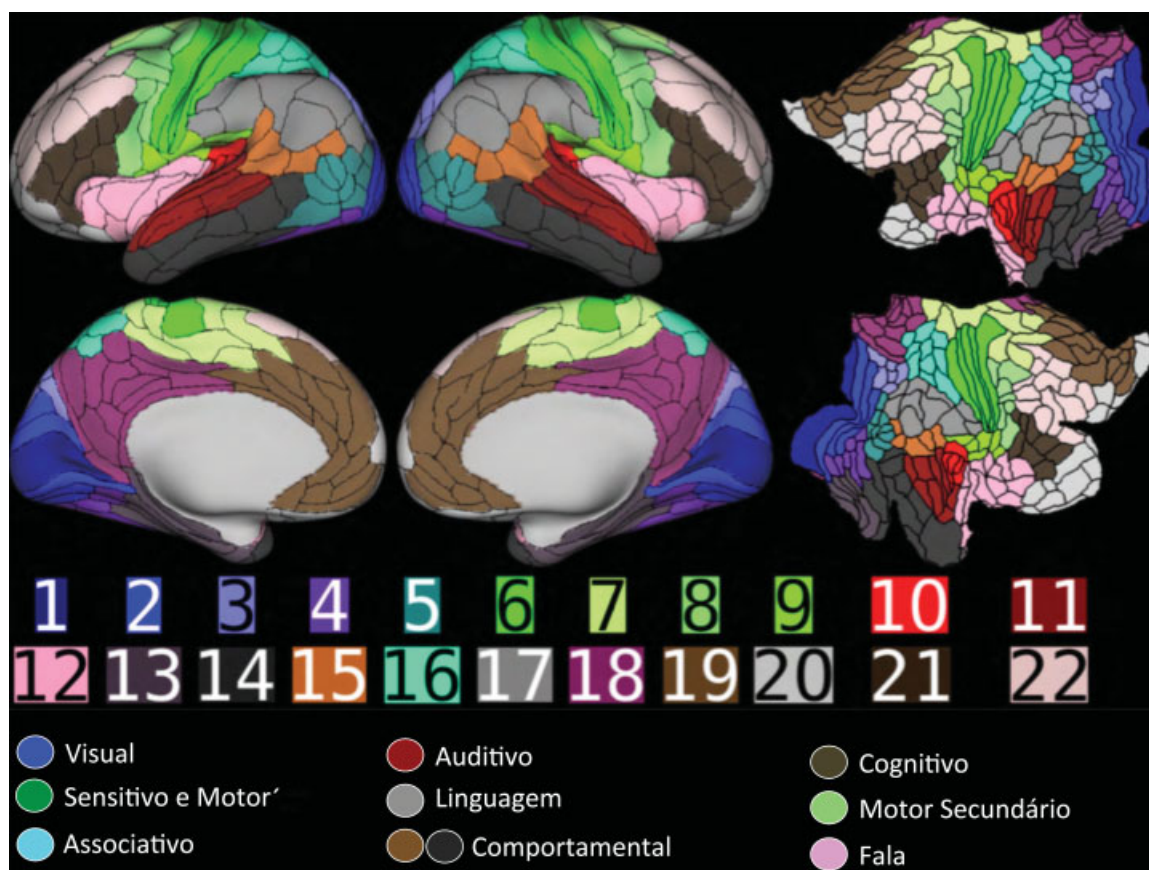 1 2 3 4 5 6 7 8 9 10 11
12 13 14 15 16 17 18 19 20 21 22
Visual Auditivo Cognitivo
Sensitivo e Motor´ Linguagem Motor Secundário
Associativo Comportamental Fala